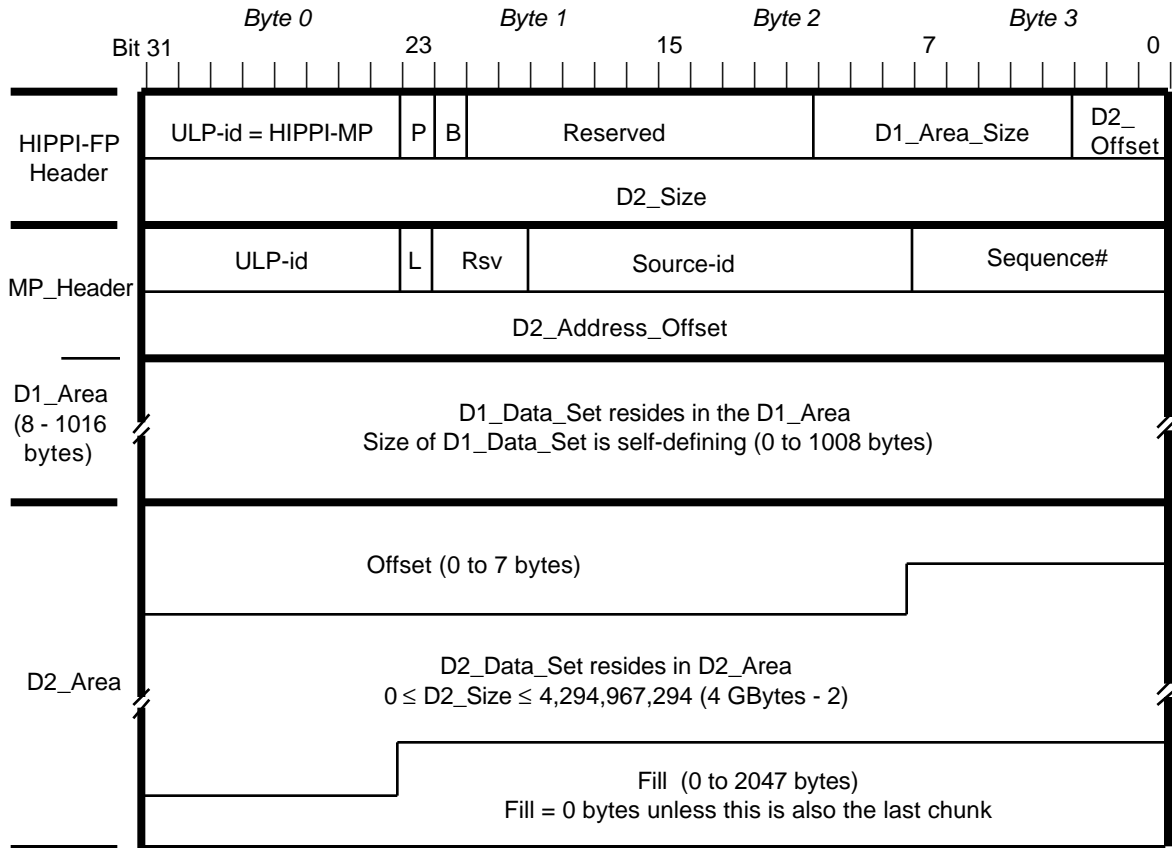 Byte 0 Byte 1 Byte 2 Byte 3
Bit 31 23 15 7 0
HIPPI-FP
Header
ULP-id = HIPPI-MP P B Reserved D1_Area_Size D2_
Offset
D2_Size
MP_Header
ULP-id L Rsv Source-id Sequence#
D2_Address_Offset
D1_Area
(8 - 1016
bytes)
D1_Data_Set resides in the D1_Area
Size of D1_Data_Set is self-defining (0 to 1008 bytes)
Offset (0 to 7 bytes)
D2_Area
D2_Data_Set resides in D2_Area
0 ≤ D2_Size ≤ 4,294,967,294 (4 GBytes - 2)
Fill (0 to 2047 bytes)
Fill = 0 bytes unless this is also the last chunk